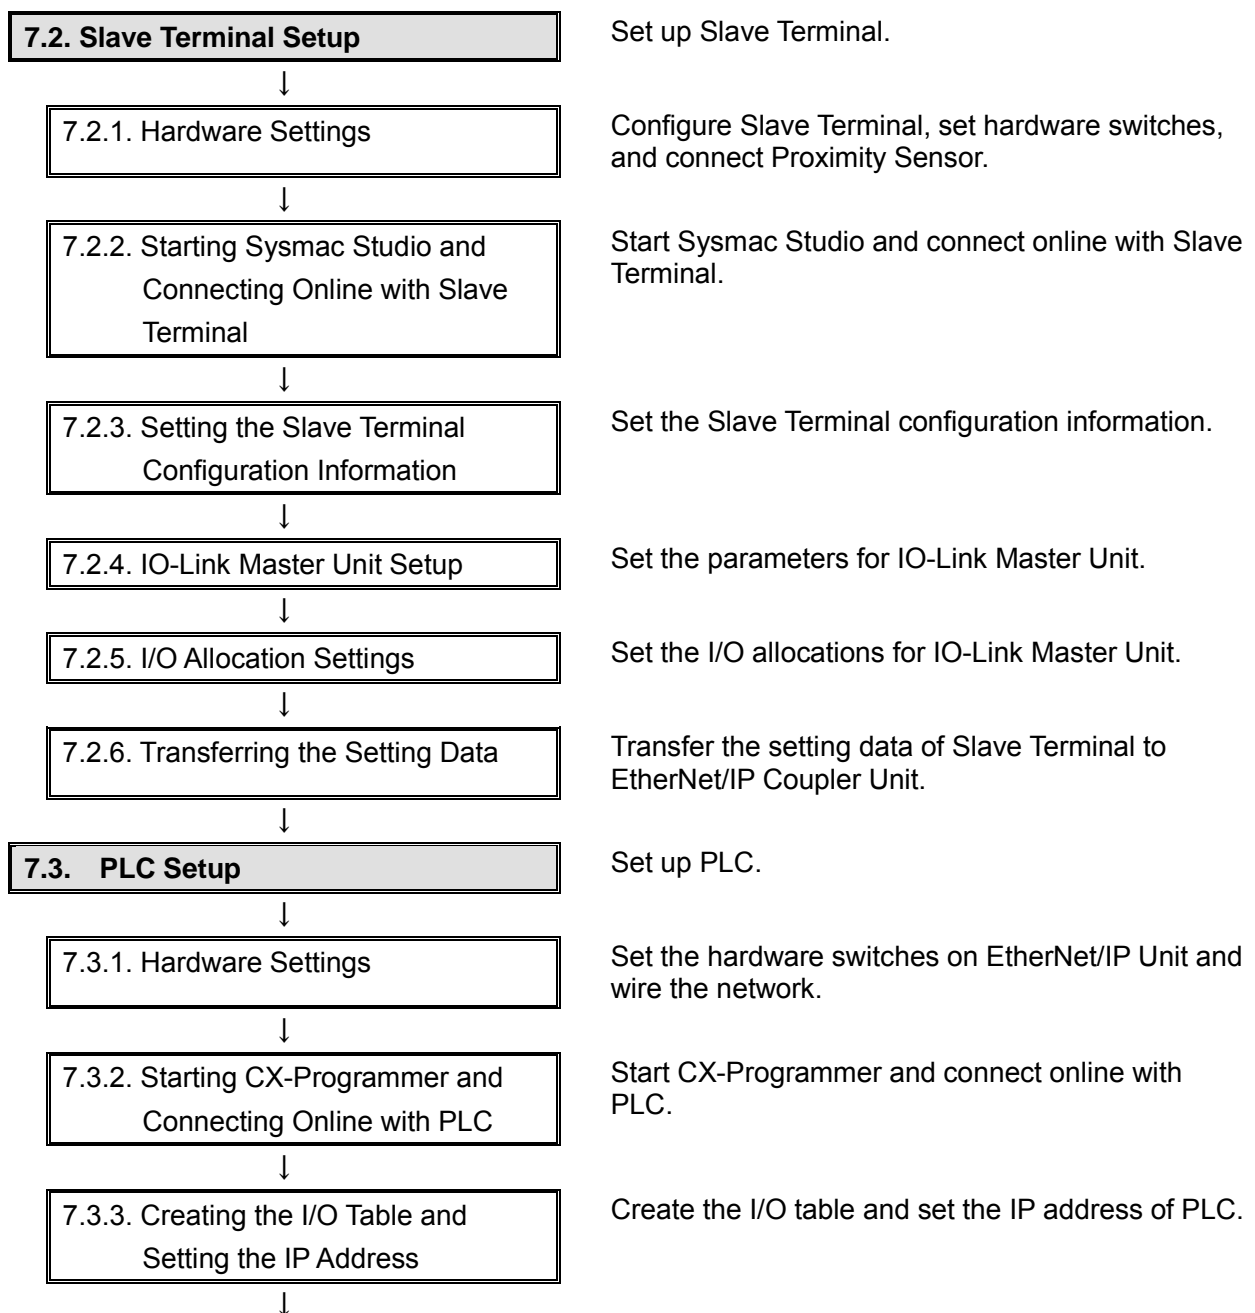 7.2. Slave Terminal Setup
Set up Slave Terminal.
↓
7.2.1. Hardware Settings
Configure Slave Terminal, set hardware switches,
and connect Proximity Sensor.
↓
7.2.2. Starting Sysmac Studio and
Connecting Online with Slave
Terminal
Start Sysmac Studio and connect online with Slave
Terminal.
↓
7.2.3. Setting the Slave Terminal
Configuration Information
Set the Slave Terminal configuration information.
↓
7.2.4. IO-Link Master Unit Setup
Set the parameters for IO-Link Master Unit.
↓
7.2.5. I/O Allocation Settings
Set the I/O allocations for IO-Link Master Unit.
↓
7.2.6. Transferring the Setting Data
Transfer the setting data of Slave Terminal to
EtherNet/IP Coupler Unit.
↓
7.3. PLC Setup
Set up PLC.
↓
7.3.1. Hardware Settings
Set the hardware switches on EtherNet/IP Unit and
wire the network.
↓
7.3.2. Starting CX-Programmer and
Connecting Online with PLC
Start CX-Programmer and connect online with
PLC.
↓
7.3.3. Creating the I/O Table and
Setting the IP Address
Create the I/O table and set the IP address of PLC.
↓